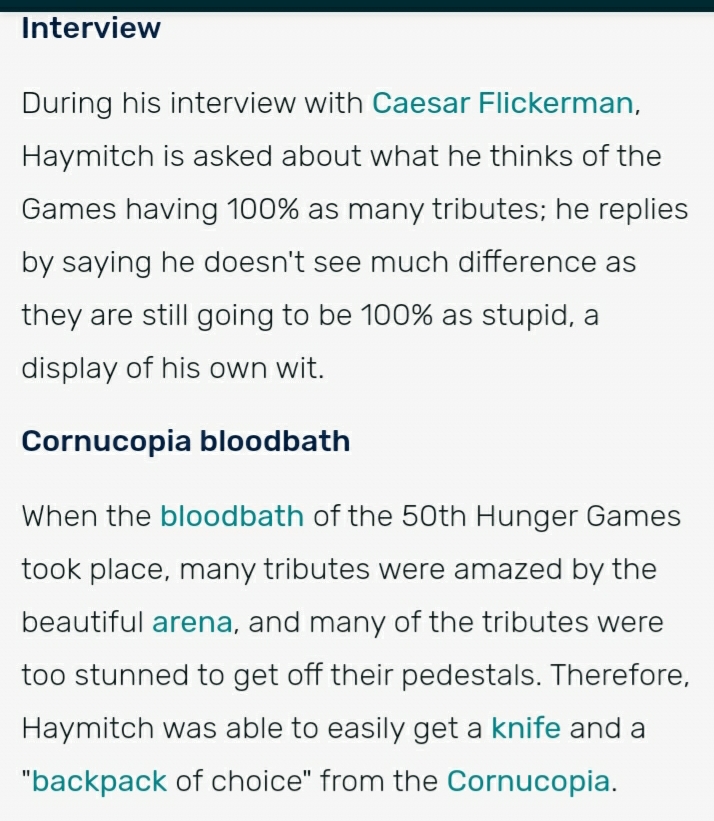 Interview
During his interview with Caesar Flickerman,
Haymitch is asked about what he thinks of the
Games having 100% as many tributes; he replies
by saying he doesn't see much difference as
they are still going to be 100% as stupid, a
display of his own wit.
Cornucopia bloodbath
When the bloodbath of the 50th Hunger Games
took place, many tributes were amazed by the
beautiful arena, and many of the tributes were
too stunned to get off their pedestals. Therefore,
Haymitch was able to easily get a knife and a
"backpack of choice" from the Cornucopia.